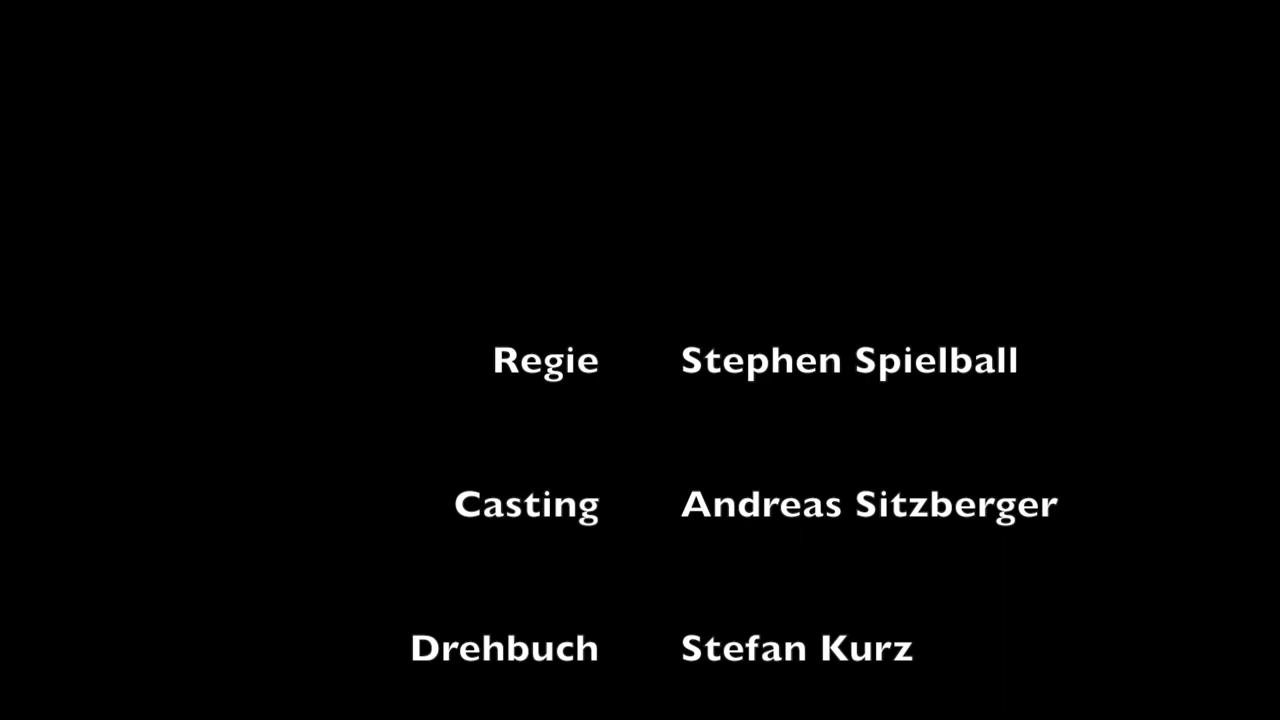 Regie Stephen Spielball
Casting Andreas Sitzberger
Drehbuch Stefan Kurz